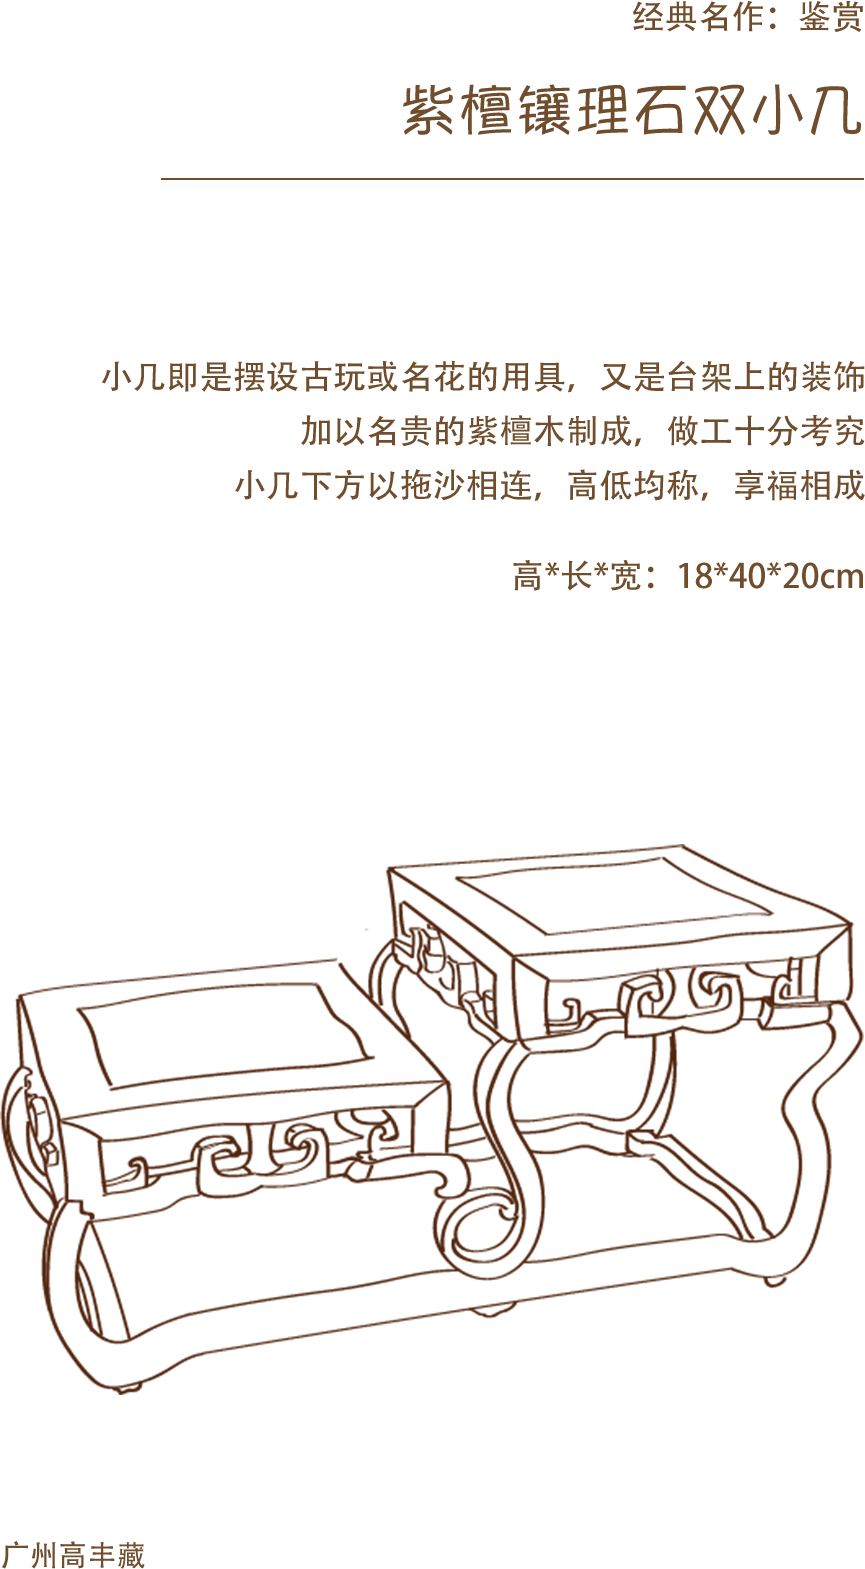 经典名作：鉴赏
紫檀镶理石双小几
小几即是摆设古玩或名花的用具，又是台架上的装饰
加以名贵的紫檀木制成，做工十分考究
小几下方以拖沙相连，高低均称，享福相成
高*长*宽：18*40*20cm
广州高丰藏